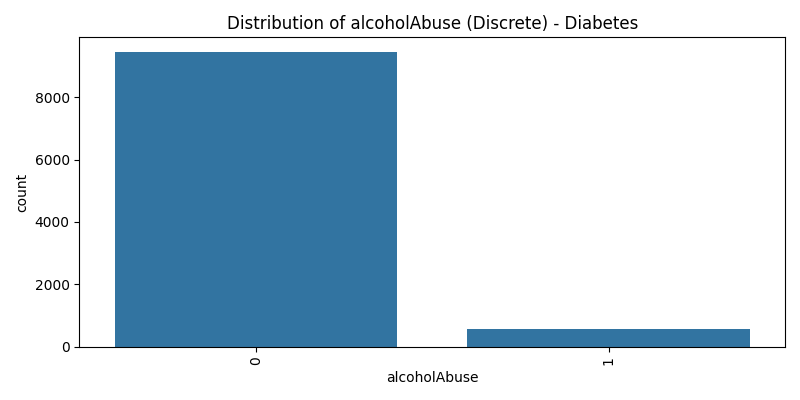 Distribution of alcoholAbuse (Discrete) - Diabetes
count
8000
6000
4000
2000
0
0
1
alcoholAbuse